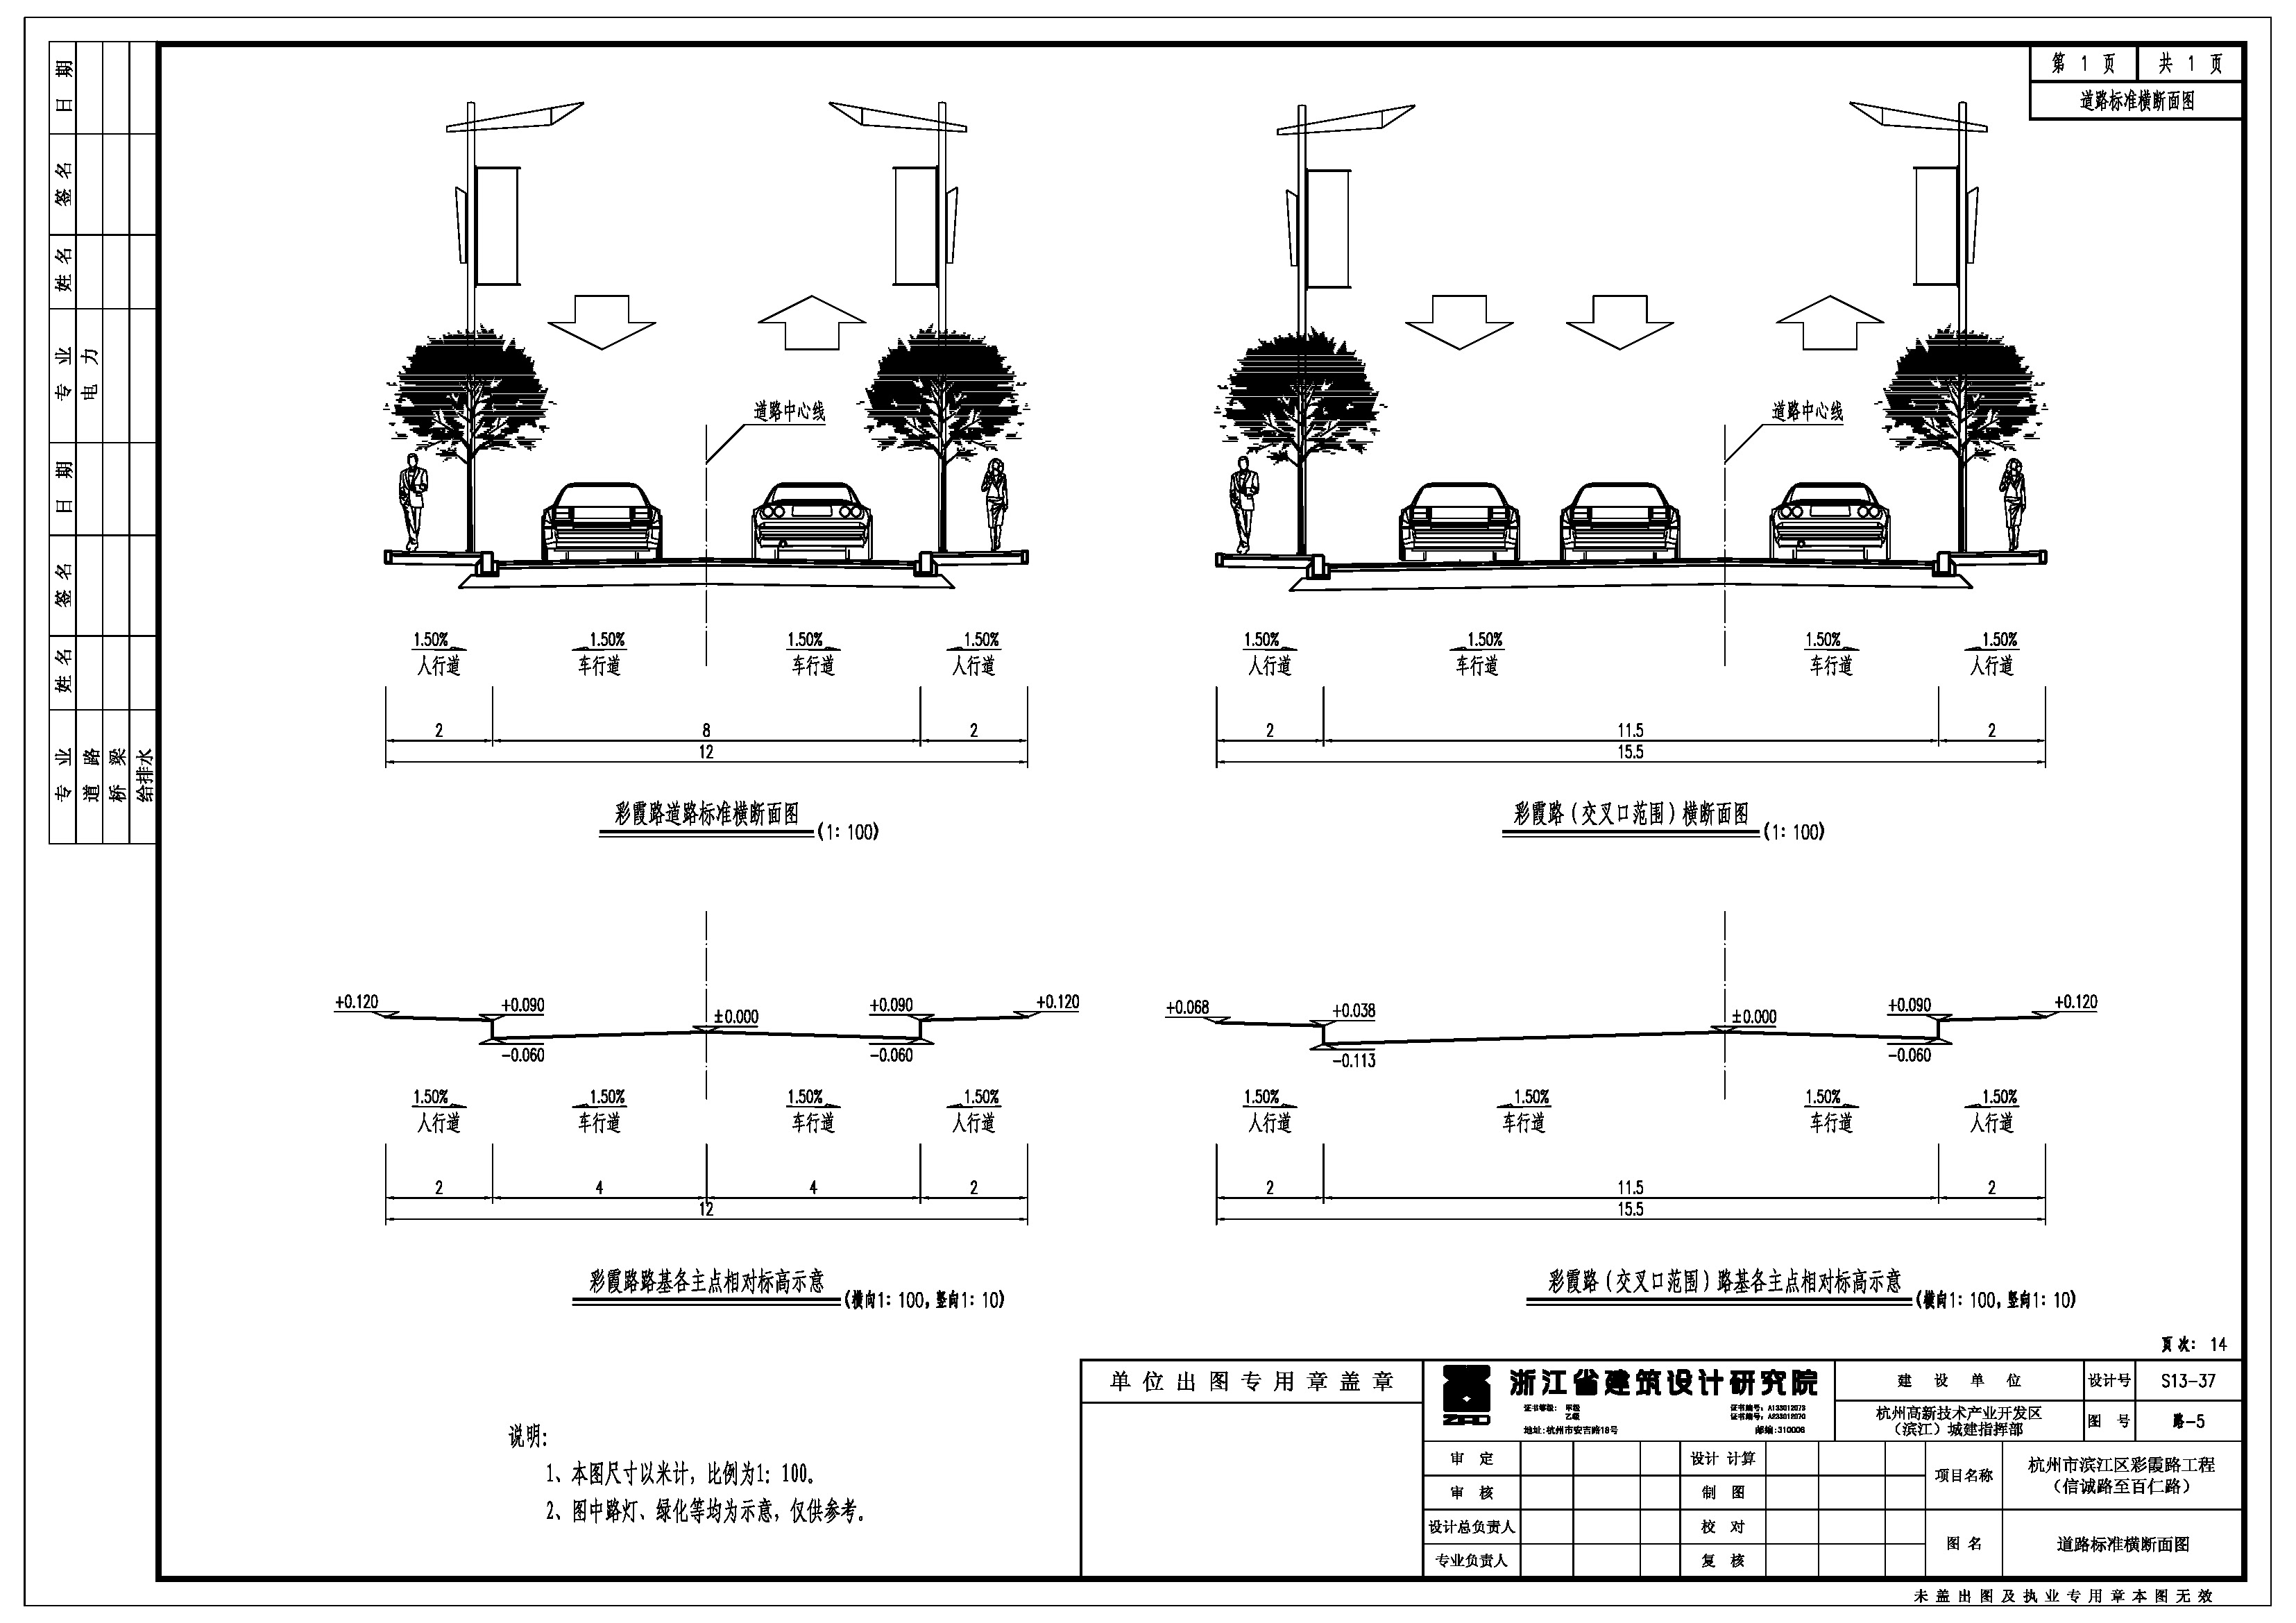 第 1 页 共 1 页
道路标准横断面图
日 期
签 名
姓 名
专 业
电 力
日 期
签 名
姓 名
专 业
道 路
桥 梁
给排水
道路中心线
道路中心线
1.50% 1.50% 1.50% 1.50%
人行道 车行道 车行道 人行道
2 8 2
12
彩霞路道路标准横断面图 (1: 100)
1.50% 1.50% 1.50% 1.50%
人行道 车行道 车行道 人行道
2 11.5 2
15.5
彩霞路（交叉口范围）横断面图 (1: 100)
+0.120 +0.090 ±0.000 +0.090 +0.120
-0.060 -0.060
1.50% 1.50% 1.50% 1.50%
人行道 车行道 车行道 人行道
2 4 4 2
12
彩霞路路基各主点相对标高示意 (横向1: 100, 竖向1: 10)
+0.068 +0.038 ±0.000 +0.090 +0.120
-0.113 -0.060
1.50% 1.50% 1.50% 1.50%
人行道 车行道 车行道 人行道
2 11.5 2
15.5
彩霞路（交叉口范围）路基各主点相对标高示意 (横向1: 100, 竖向1: 10)
说明:
1、本图尺寸以米计，比例为1: 100。
2、图中路灯、绿化等均为示意，仅供参考。
页 次: 14
单 位 出 图 专 用 章 盖 章
浙江省建筑设计研究院
证书等级: 甲级 证书编号: A133012073
乙级 证书编号: A233012070
地址:杭州市安吉路18号 邮编:310006
建 设 单 位
杭州高新技术产业开发区
（滨江）城建指挥部
设计号 S13-37
图 号 路-5
审 定 设计 计算
审 核 制 图
设计总负责人 校 对
专业负责人 复 核
项目名称
杭州市滨江区彩霞路工程
（信诚路至百仁路）
图 名 道路标准横断面图
未 盖 出 图 及 执 业 专 用 章 本 图 无 效